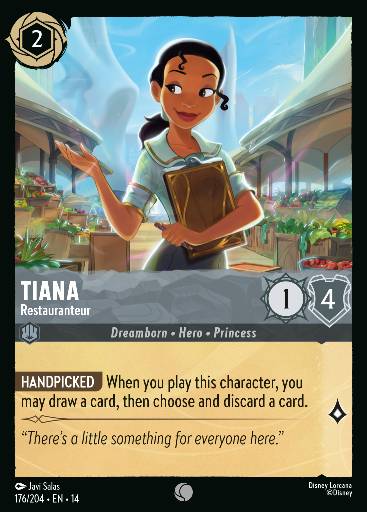 2
TIANA
Restauranteur
1
4
Dreamborn • Hero • Princess
HANDPICKED When you play this character, you
may draw a card, then choose and discard a card.
“There's a little something for everyone here.”
Javi Salas
176/204 • EN • 14
Disney Lorcana
©Disney